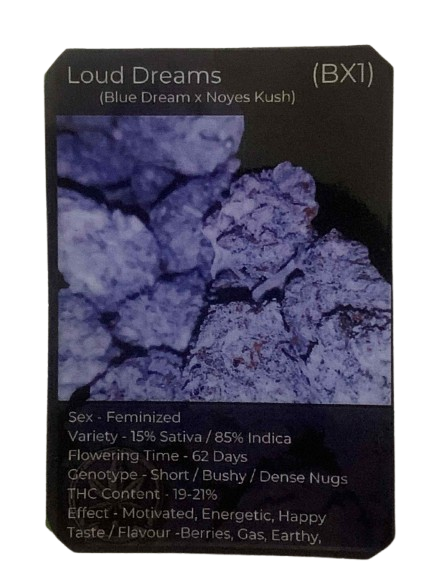 Loud Dreams (BX1)
(Blue Dream x Noyes Kush)
Sex - Feminized
Variety - 15% Sativa / 85% Indica
Flowering Time - 62 Days
Genotype - Short / Bushy / Dense Nugs
THC Content - 19-21%
Effect - Motivated, Energetic, Happy
Taste / Flavour -Berries, Gas, Earthy,